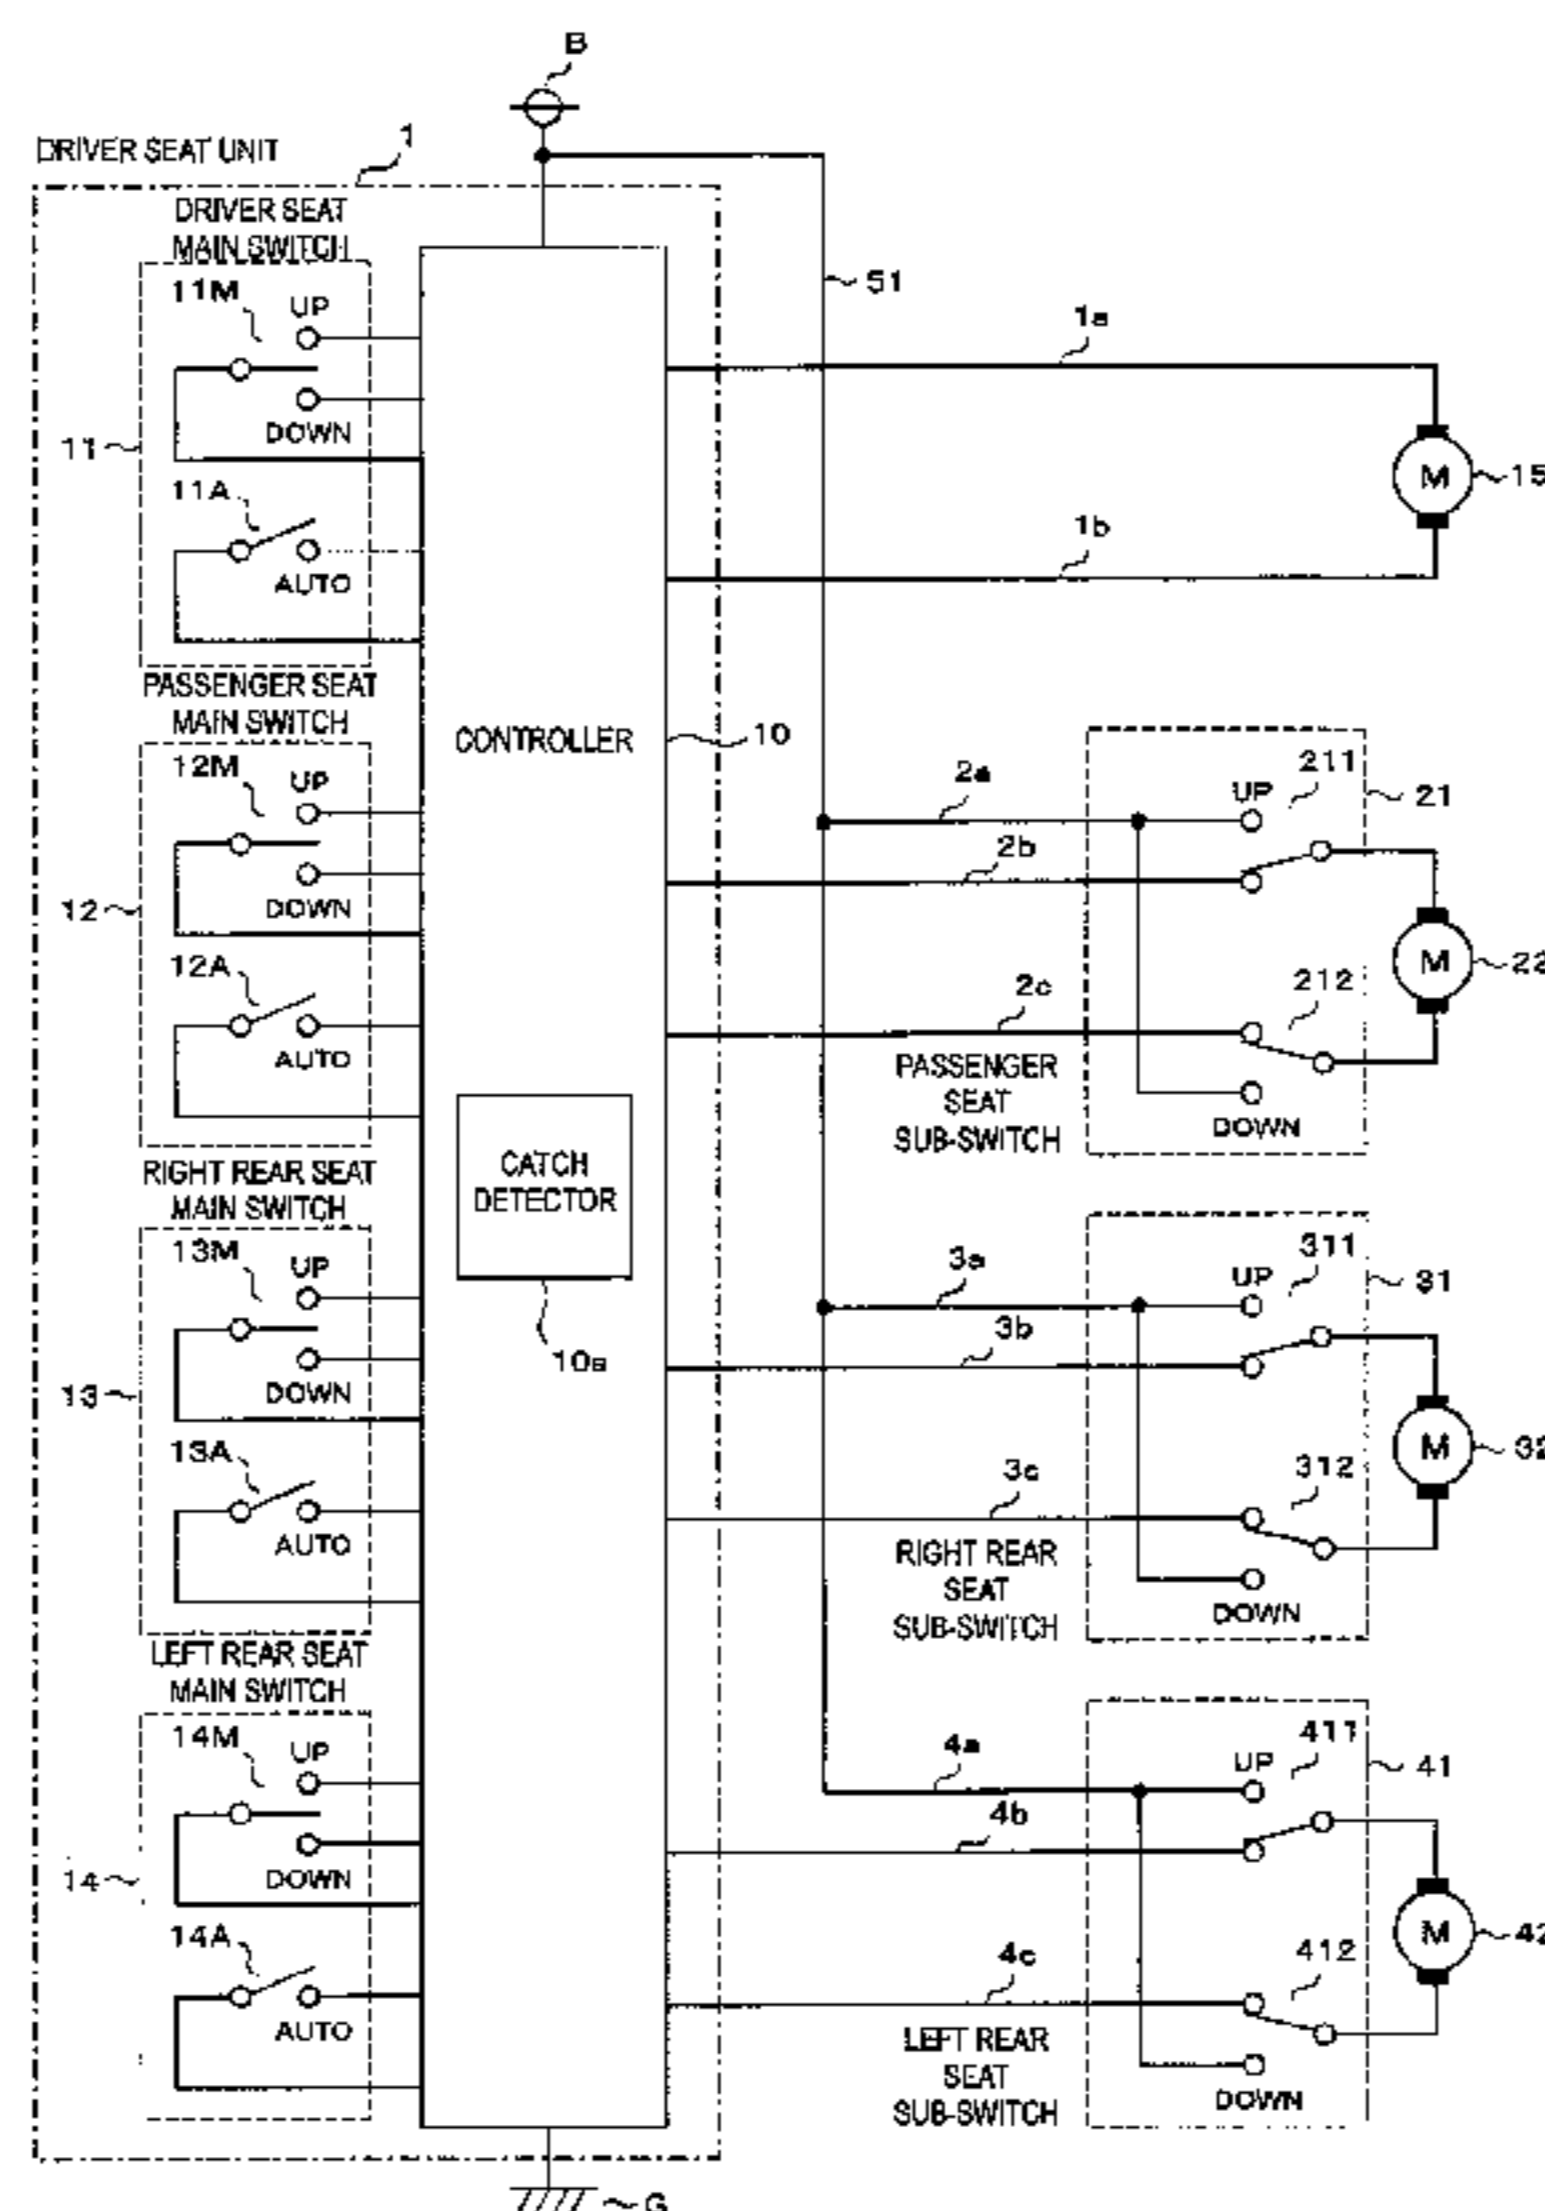 B
DRIVER SEAT UNIT
1
DRIVER SEAT
MAIN SWITCH
11M
UP
DOWN
11
11A
AUTO
PASSENGER SEAT
MAIN SWITCH
12M
UP
DOWN
12
12A
AUTO
RIGHT REAR SEAT
MAIN SWITCH
13M
UP
DOWN
13
13A
AUTO
LEFT REAR SEAT
MAIN SWITCH
14M
UP
DOWN
14
14A
AUTO
CONTROLLER
10
CATCH
DETECTOR
10a
G
51
1a
M
15
1b
2a
2b
2c
PASSENGER
SEAT
SUB-SWITCH
UP
211
21
M
22
212
DOWN
3a
3b
3c
RIGHT REAR
SEAT
SUB-SWITCH
UP
311
31
M
32
312
DOWN
4a
4b
4c
LEFT REAR
SEAT
SUB-SWITCH
UP
411
41
M
42
412
DOWN